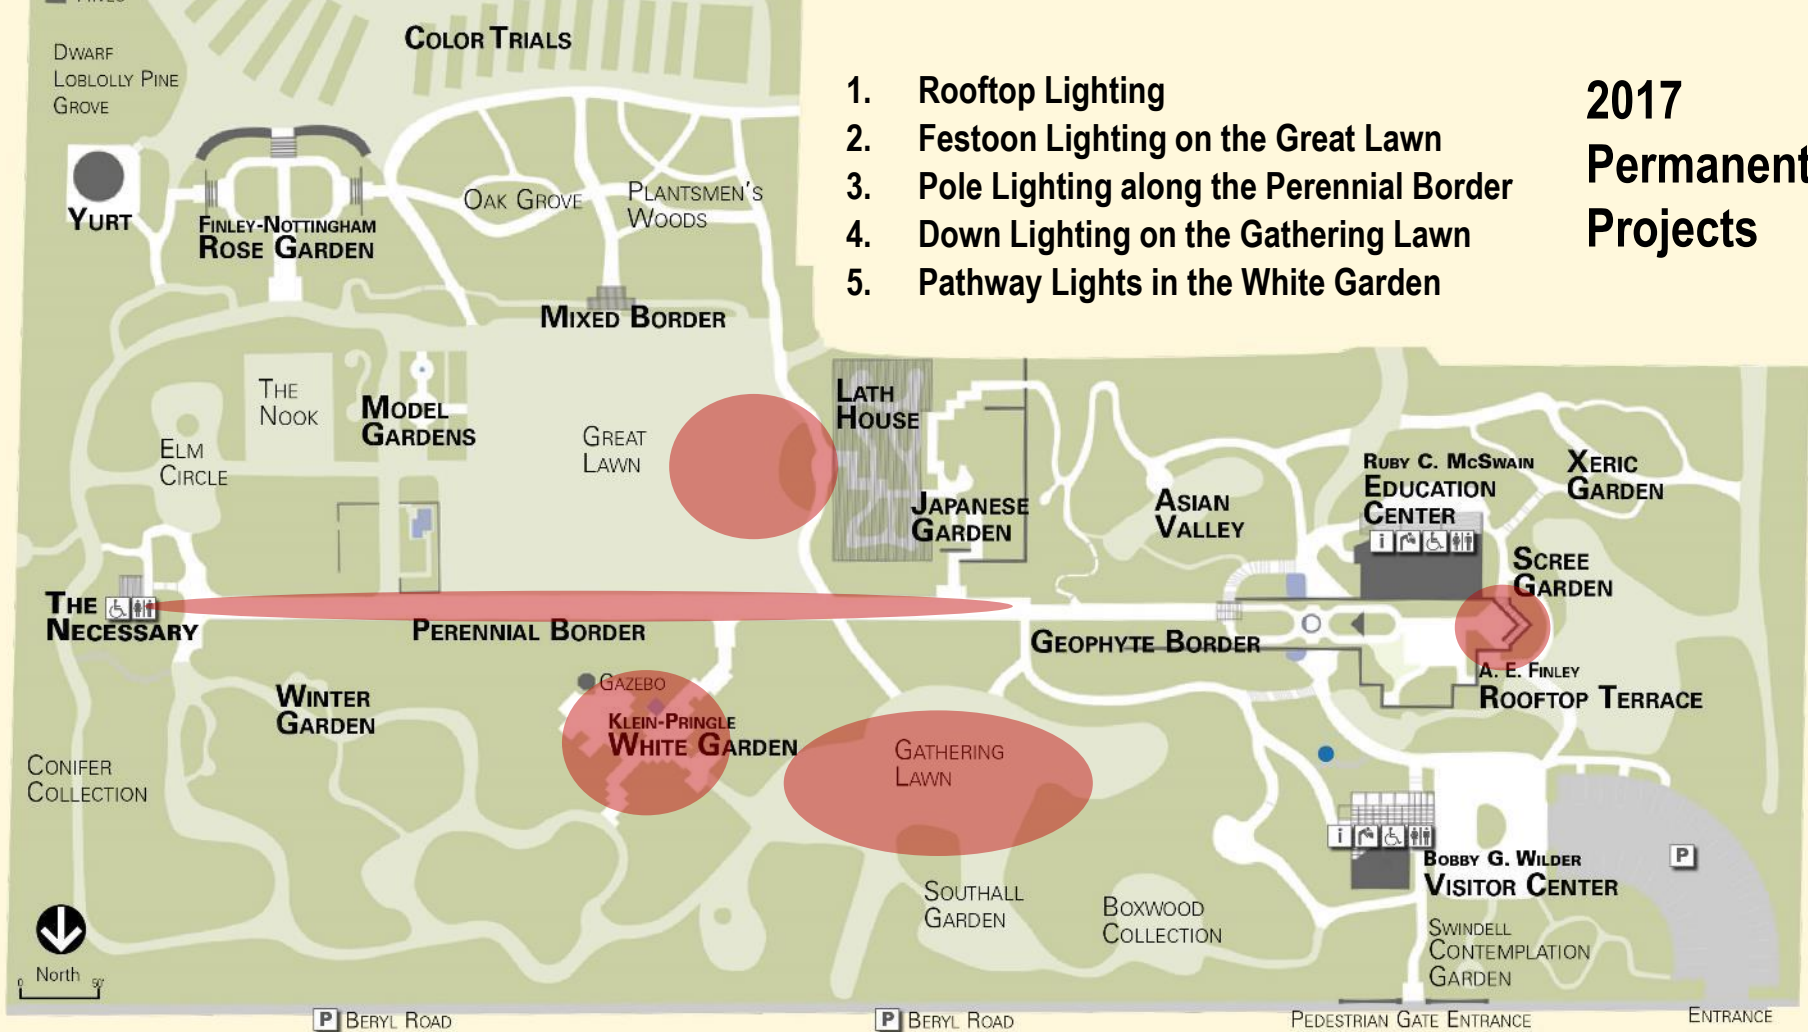 PINES
DWARF
LOBLOLLY PINE
GROVE
COLOR TRIALS
1. Rooftop Lighting
2. Festoon Lighting on the Great Lawn
3. Pole Lighting along the Perennial Border
4. Down Lighting on the Gathering Lawn
5. Pathway Lights in the White Garden
2017
Permanent
Projects
YURT
FINLEY-NOTTINGHAM
ROSE GARDEN
OAK GROVE
PLANTSMEN'S
WOODS
MIXED BORDER
THE
NOOK
MODEL
GARDENS
ELM
CIRCLE
GREAT
LAWN
LATH
HOUSE
JAPANESE
GARDEN
ASIAN
VALLEY
RUBY C. MCSWAIN
EDUCATION
CENTER
i
XERIC
GARDEN
SCREE
GARDEN
THE
NECESSARY
PERENNIAL BORDER
GEOPHYTE BORDER
A. E. FINLEY
ROOFTOP TERRACE
WINTER
GARDEN
GAZEBO
KLEIN-PRINGLE
WHITE GARDEN
GATHERING
LAWN
CONIFER
COLLECTION
i
BOBBY G. WILDER
VISITOR CENTER
P
SOUTHALL
GARDEN
BOXWOOD
COLLECTION
SWINDELL
CONTEMPLATION
GARDEN
North
0 50'
P BERYL ROAD
P BERYL ROAD
PEDESTRIAN GATE ENTRANCE
ENTRANCE